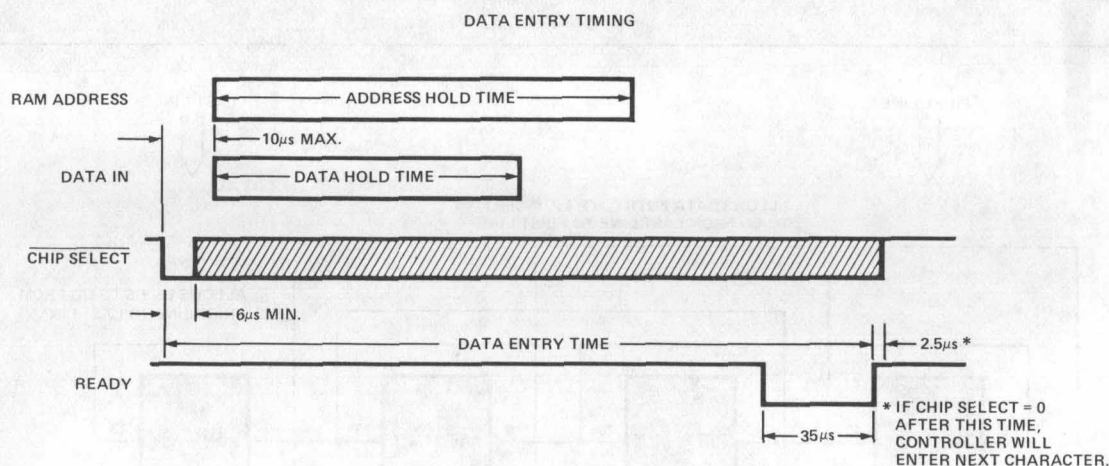 DATA ENTRY TIMING
RAM ADDRESS
ADDRESS HOLD TIME
10μs MAX.
DATA IN
DATA HOLD TIME
CHIP SELECT
6μs MIN.
DATA ENTRY TIME
2.5μs *
READY
35μs
* IF CHIP SELECT = 0
AFTER THIS TIME,
CONTROLLER WILL
ENTER NEXT CHARACTER.